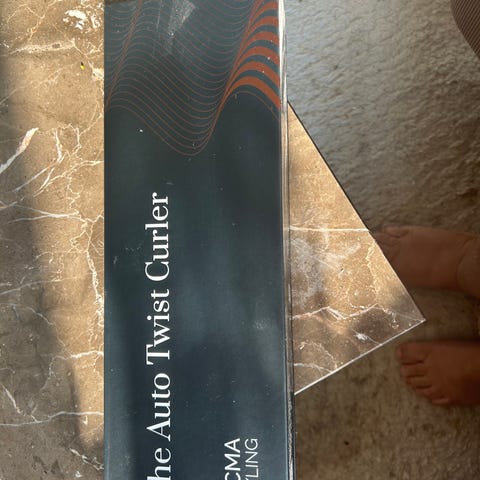 he Auto Twist Curler
CMA
YLING